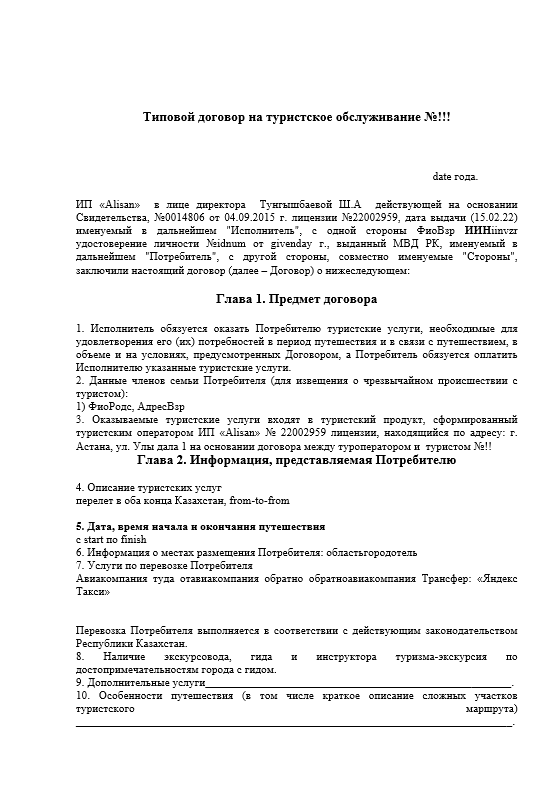 Типовой договор на туристское обслуживание №!!!
date года.
ИП «Alisan» в лице директора Тунгышбаевой Ш.А действующей на основании
Свидетельства, №0014806 от 04.09.2015 г. лицензии №22002959, дата выдачи (15.02.22)
именуемый в дальнейшем "Исполнитель", с одной стороны ФиоВзр ИИНiinvzr
удостоверение личности №idnum от givenday г., выданный МВД РК, именуемый в
дальнейшем "Потребитель", с другой стороны, совместно именуемые "Стороны",
заключили настоящий договор (далее – Договор) о нижеследующем:
Глава 1. Предмет договора
1. Исполнитель обязуется оказать Потребителю туристские услуги, необходимые для
удовлетворения его (их) потребностей в период путешествия и в связи с путешествием, в
объеме и на условиях, предусмотренных Договором, а Потребитель обязуется оплатить
Исполнителю указанные туристские услуги.
2. Данные членов семьи Потребителя (для извещения о чрезвычайном происшествии с
туристом):
1) ФиоРодс, АдресВзр
3. Оказываемые туристские услуги входят в туристский продукт, сформированный
туристским оператором ИП «Alisan» № 22002959 лицензии, находящийся по адресу: г.
Астана, ул. Улы дала 1 на основании договора между туроператором и туристом №!!
Глава 2. Информация, представляемая Потребителю
4. Описание туристских услуг
перелет в оба конца Казахстан, from-to-from
5. Дата, время начала и окончания путешествия
с start по finish
6. Информация о местах размещения Потребителя: областьгородотель
7. Услуги по перевозке Потребителя
Авиакомпания туда отавиакомпания обратно обратноавиакомпания Трансфер: «Яндекс
Такси»
Перевозка Потребителя выполняется в соответствии с действующим законодательством
Республики Казахстан.
8. Наличие экскурсовода, гида и инструктора туризма-экскурсия по
достопримечательностям города с гидом.
9. Дополнительные услуги______________________________________________________.
10. Особенности путешествия (в том числе краткое описание сложных участков
туристского маршрута)
_____________________________________________________________________________.